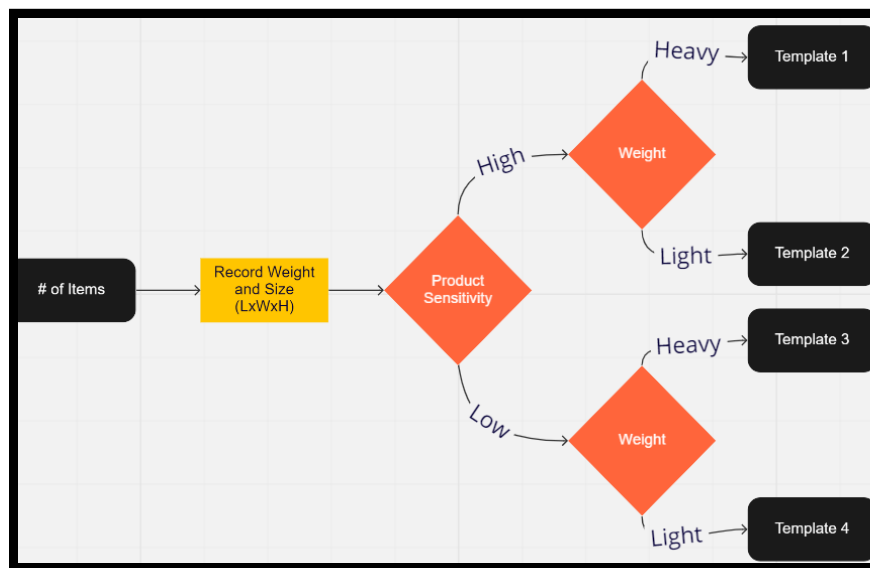 # of Items
Record Weight
and Size
(LxWxH)
Product
Sensitivity
High
Low
Weight
Heavy
Light
Template 1
Template 2
Weight
Heavy
Light
Template 3
Template 4